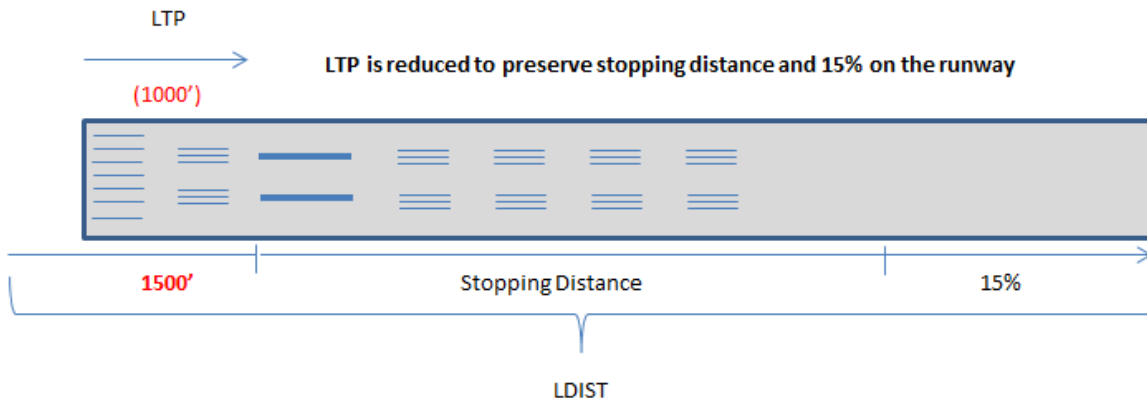 LTP
LTP is reduced to preserve stopping distance and 15% on the runway
(1000’)
1500’ Stopping Distance 15%
LDIST